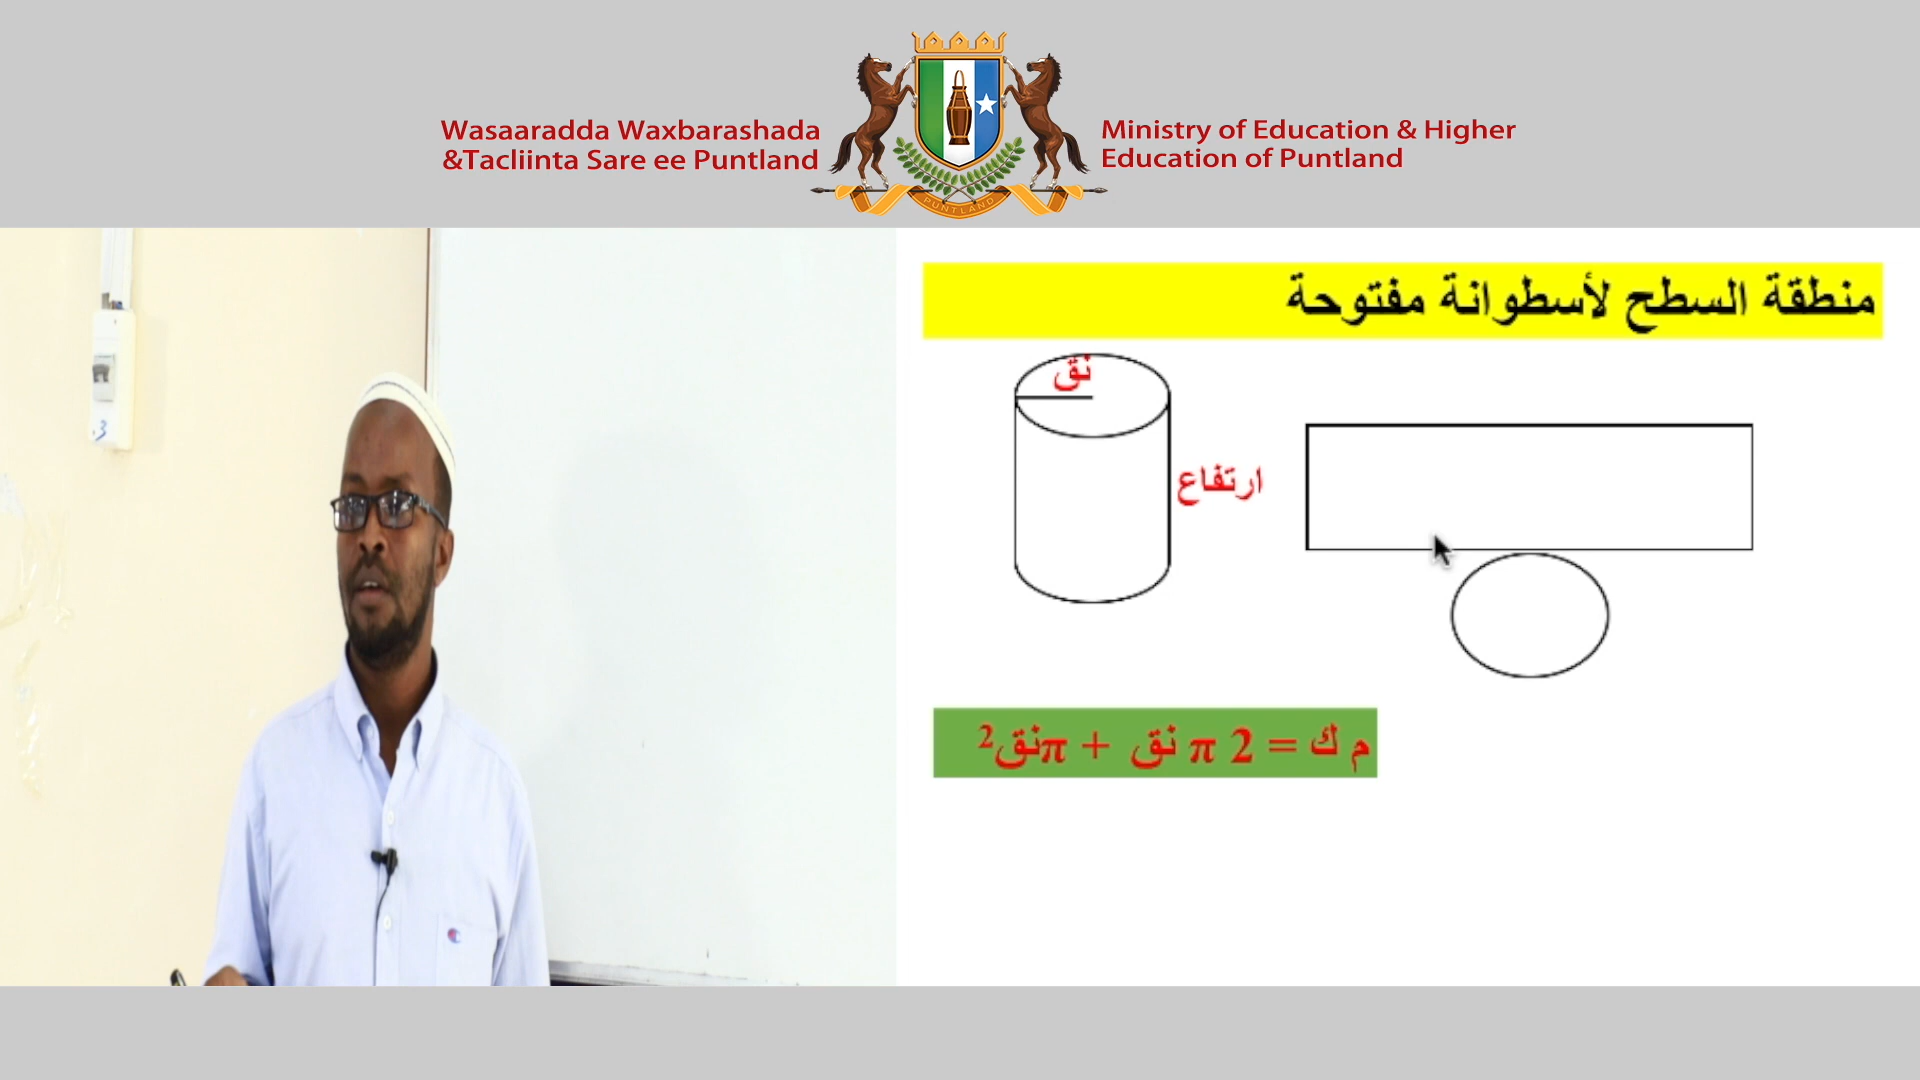 Wasaaradda Waxbarashada
&Tacliinta Sare ee Puntland
Ministry of Education & Higher
Education of Puntland
PUNTLAND
3
منطقة السطح لأسطوانة مفتوحة
نق
ارتفاع
م ك = 2 π نق + πنق²